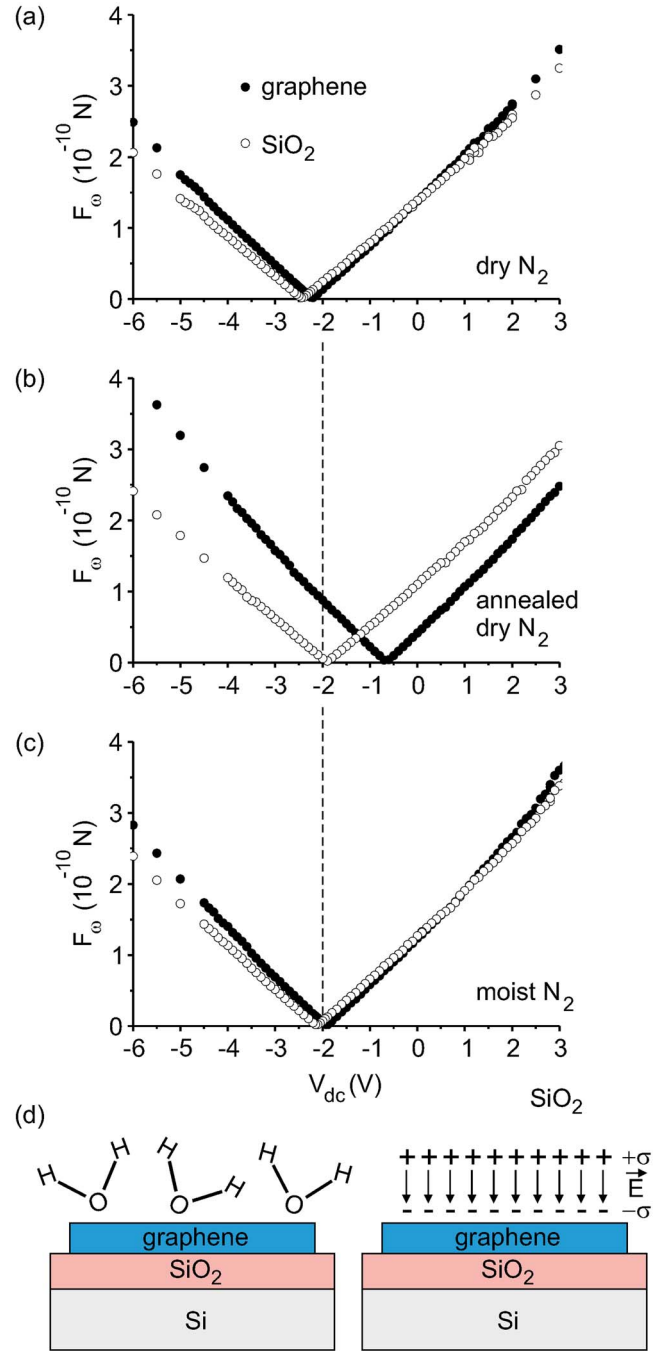 (a)
4
3
2
1
0
F_ω (10^-10 N)
graphene
SiO₂
dry N₂
-6 -5 -4 -3 -2 -1 0 1 2 3
(b)
4
3
2
1
0
F_ω (10^-10 N)
annealed
dry N₂
-6 -5 -4 -3 -2 -1 0 1 2 3
(c)
4
3
2
1
0
F_ω (10^-10 N)
moist N₂
-6 -5 -4 -3 -2 -1 0 1 2 3
V_dc (V)
SiO₂
(d)
H H H H H H
O O O
graphene
SiO₂
Si
+ + + + + + + + + + +σ
E
- - - - - - - - - - -σ
graphene
SiO₂
Si